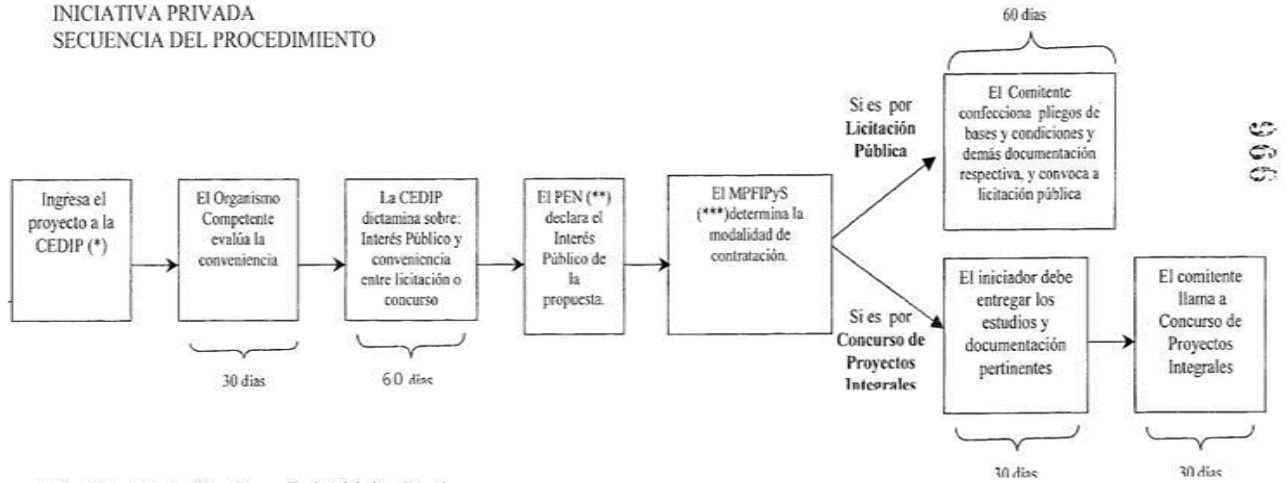 INICIATIVA PRIVADA
SECUENCIA DEL PROCEDIMIENTO
Ingresa el
proyecto a la
CEDIP (*)
El Organismo
Competente
evalúa la
conveniencia
30 días
La CEDIP
dictamina sobre:
Interés Público y
conveniencia
entre licitación o
concurso
60 días
El PEN (**)
declara el
Interés
Público de
la
propuesta.
El MPFIPyS
(***)determina la
modalidad de
contratación.
Si es por
Licitación
Pública
60 días
El Comitente
confecciona pliegos de
bases y condiciones y
demás documentación
respectiva, y convoca a
licitación pública
Si es por
Concurso de
Proyectos
Integrales
El iniciador debe
entregar los
estudios y
documentación
pertinentes
30 días
El comitente
llama a
Concurso de
Proyectos
Integrales
30 días
966